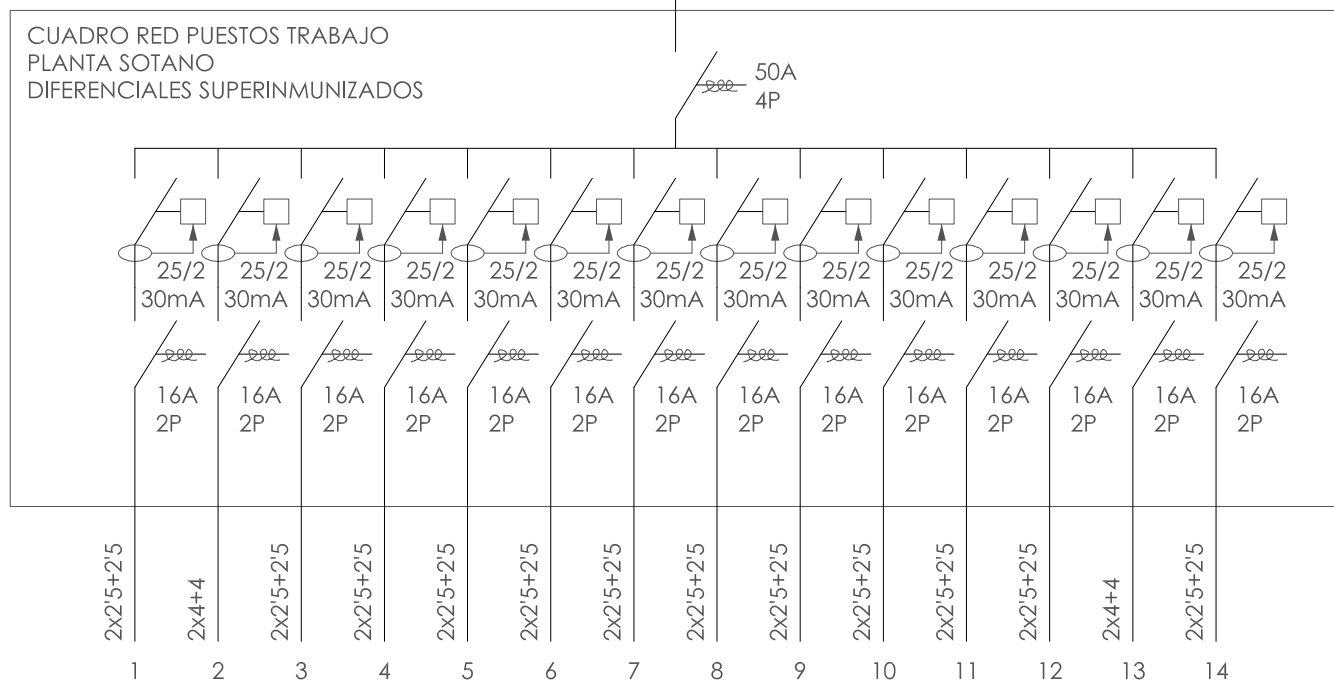 CUADRO RED PUESTOS TRABAJO
PLANTA SOTANO
DIFERENCIALES SUPERINMUNIZADOS
50A
4P
25/2 25/2 25/2 25/2 25/2 25/2 25/2 25/2 25/2 25/2 25/2 25/2 25/2 25/2
30mA 30mA 30mA 30mA 30mA 30mA 30mA 30mA 30mA 30mA 30mA 30mA 30mA 30mA
16A 16A 16A 16A 16A 16A 16A 16A 16A 16A 16A 16A 16A 16A
2P 2P 2P 2P 2P 2P 2P 2P 2P 2P 2P 2P 2P 2P
2x2'5+2'5
2x4+4
2x2'5+2'5
2x2'5+2'5
2x2'5+2'5
2x2'5+2'5
2x2'5+2'5
2x2'5+2'5
2x2'5+2'5
2x2'5+2'5
2x2'5+2'5
2x2'5+2'5
2x4+4
2x2'5+2'5
1 2 3 4 5 6 7 8 9 10 11 12 13 14